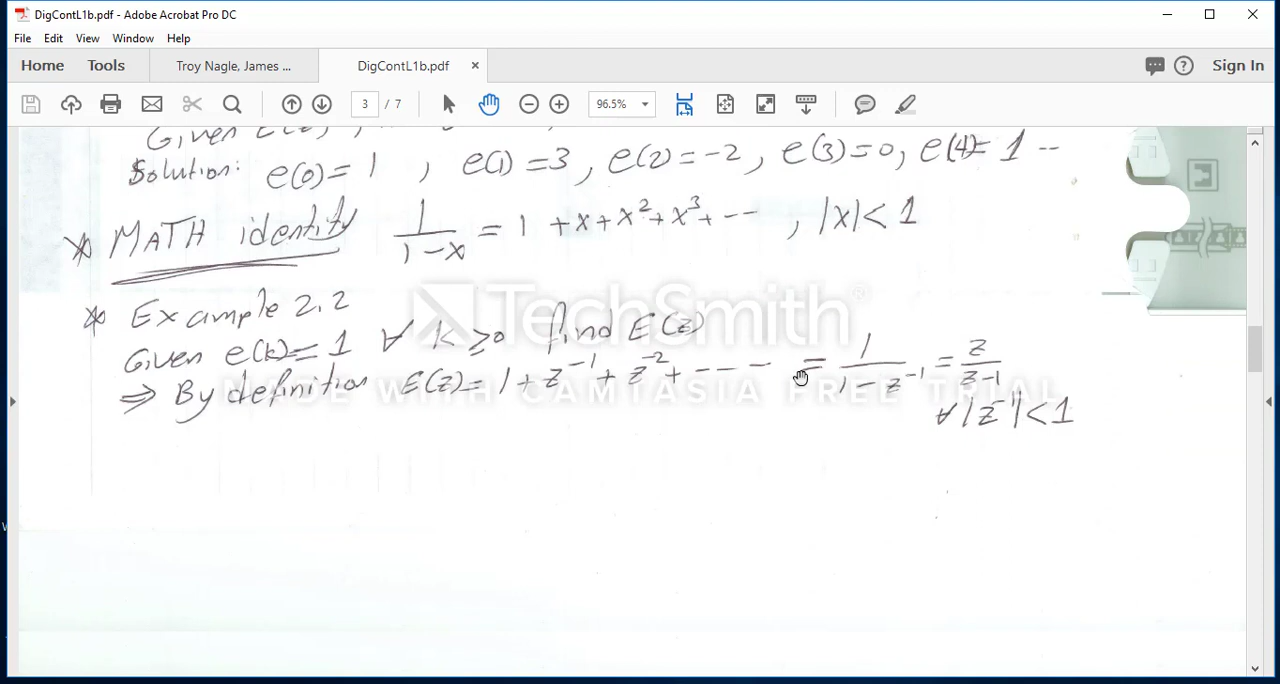 DigContL1b.pdf - Adobe Acrobat Pro DC
File Edit View Window Help
Home Tools Troy Nagle, James ... DigContL1b.pdf × Sign In
3 / 7 96.5%
Given E(z),
Solution: e(0)=1 , e(1)=3, e(2)=-2, e(3)=0, e(4)=1 --
* MATH identity 1/(1-x) = 1+x+x²+x³+-- , |x|<1
TechSmith®
* Example 2.2
Given e(k)=1 ∀ k≥0 find E(z)
⇒ By definition E(z)=1+z⁻¹+z⁻²+--- = 1/(1-z⁻¹) = z/(z-1)
MADE WITH CAMTASIA FREE TRIAL
∀|z⁻¹|<1